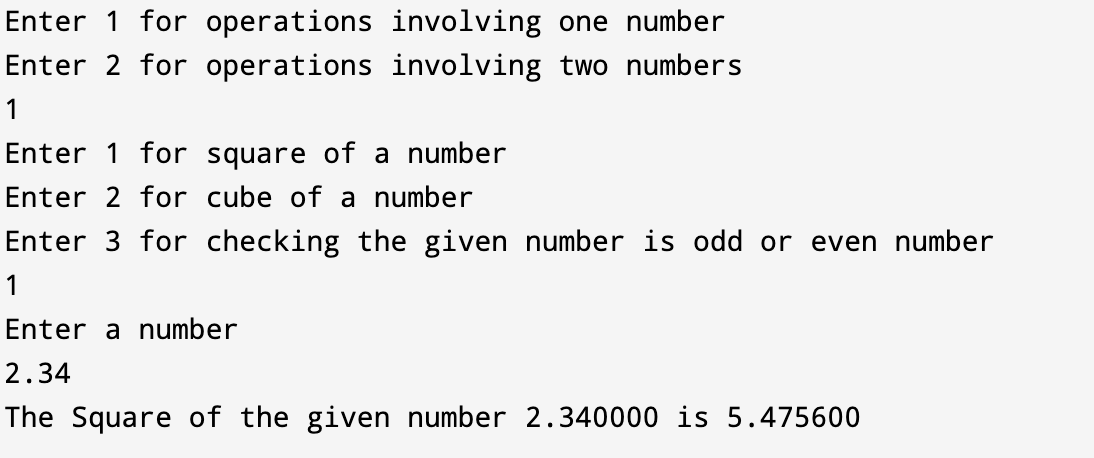 Enter 1 for operations involving one number
Enter 2 for operations involving two numbers
1
Enter 1 for square of a number
Enter 2 for cube of a number
Enter 3 for checking the given number is odd or even number
1
Enter a number
2.34
The Square of the given number 2.340000 is 5.475600